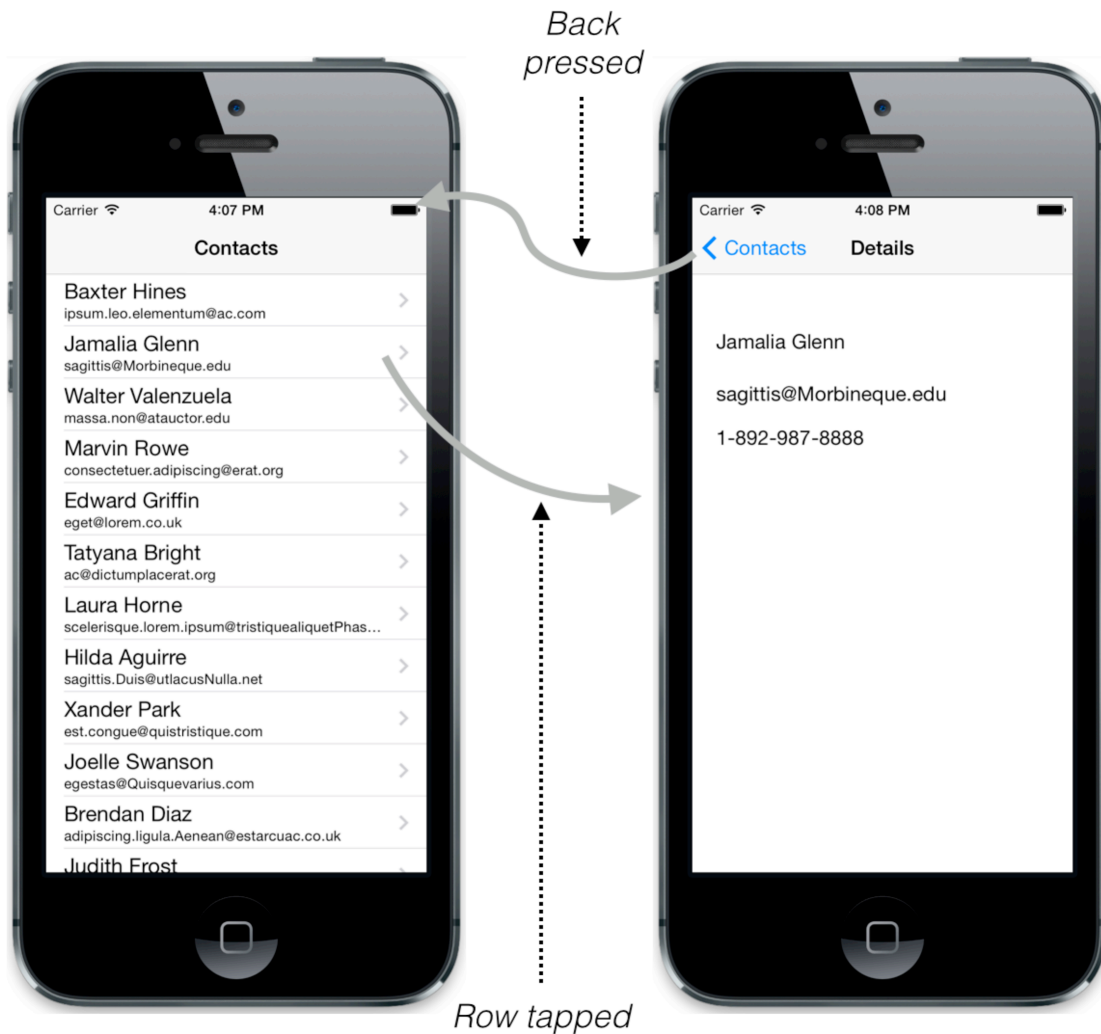 Back
pressed
Carrier 4:07 PM
Contacts
Baxter Hines
ipsum.leo.elementum@ac.com
Jamalia Glenn
sagittis@Morbineque.edu
Walter Valenzuela
massa.non@atauctor.edu
Marvin Rowe
consectetuer.adipiscing@erat.org
Edward Griffin
eget@lorem.co.uk
Tatyana Bright
ac@dictumplacerat.org
Laura Horne
scelerisque.lorem.ipsum@tristiquealiquetPhas...
Hilda Aguirre
sagittis.Duis@utlacusNulla.net
Xander Park
est.congue@quistristique.com
Joelle Swanson
egestas@Quisquevarius.com
Brendan Diaz
adipiscing.ligula.Aenean@estarcuac.co.uk
Judith Frost
Carrier 4:08 PM
Contacts Details
Jamalia Glenn
sagittis@Morbineque.edu
1-892-987-8888
Row tapped